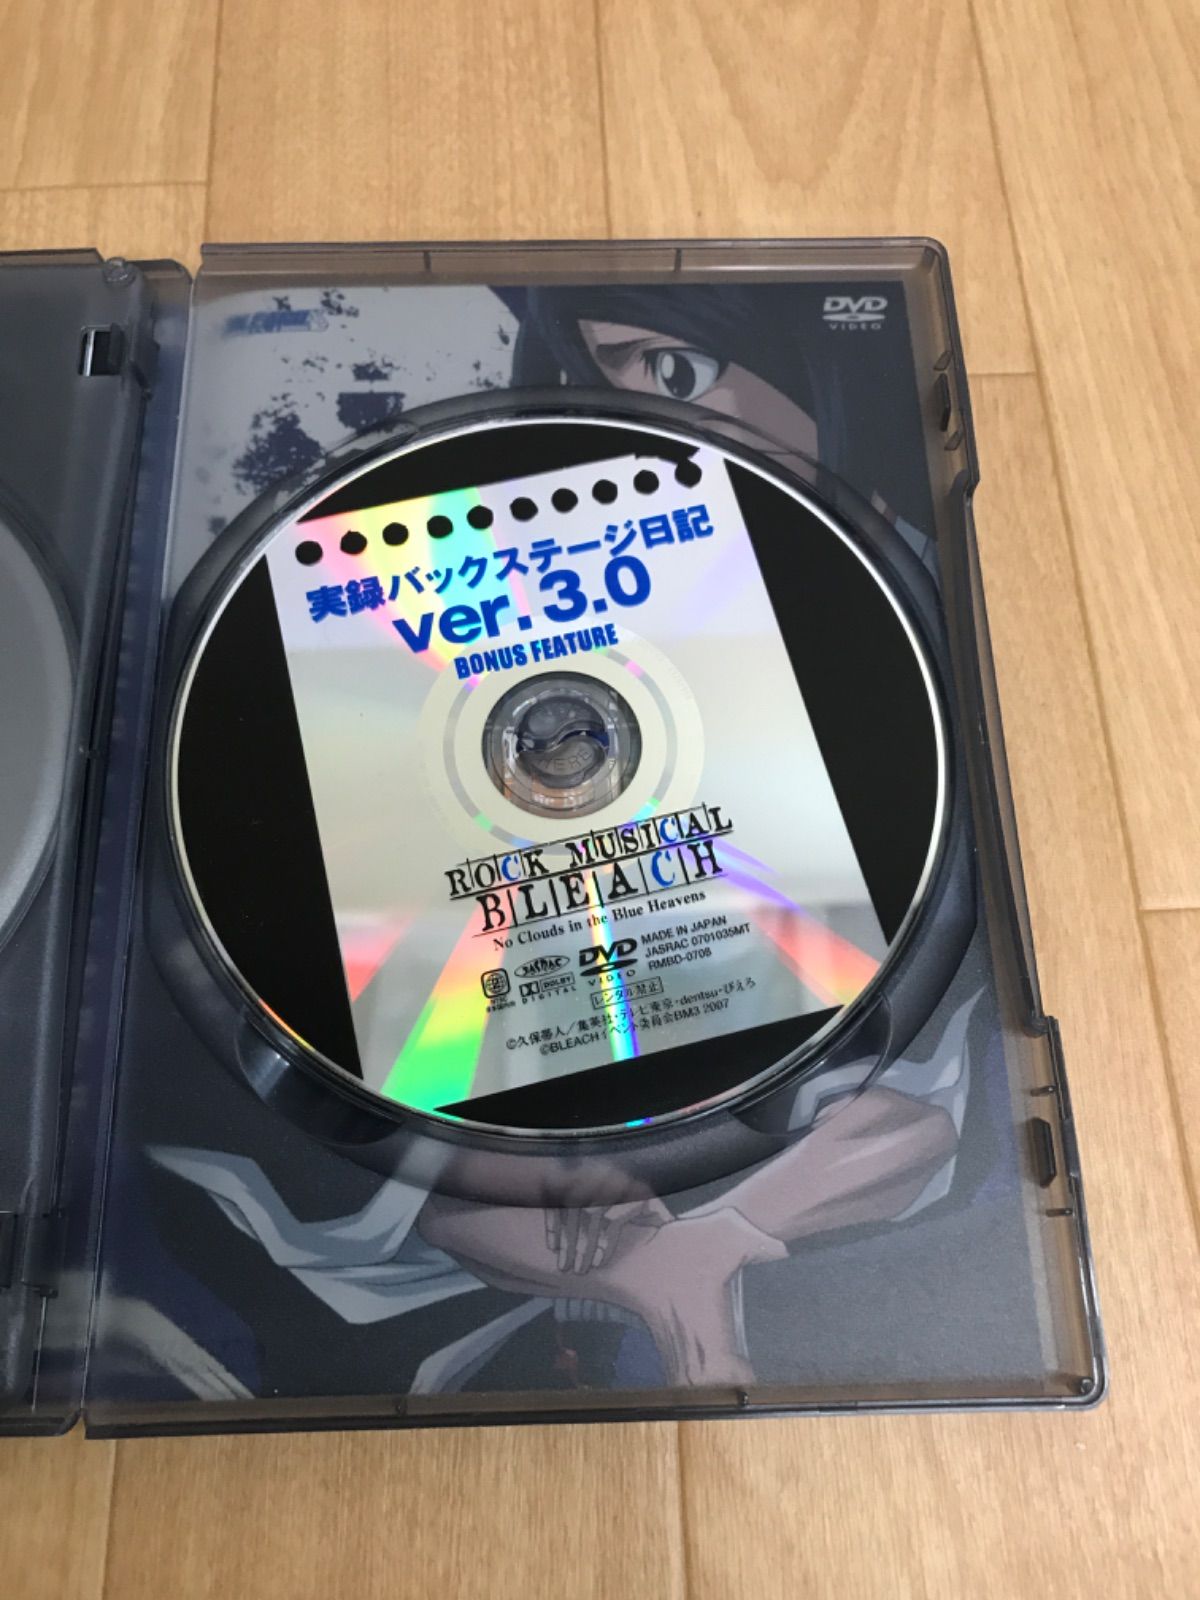 DVD
VIDEO
実録バックステージ日記
ver. 3.0
BONUS FEATURE
ROCK MUSICAL
BLEACH
No Clouds in the Blue Heavens
JASRAC
DOLBY
DIGITAL
DVD
VIDEO
MADE IN JAPAN
JASRAC 0701035MT
RMBD-0708
レンタル禁止
©久保帯人／集英社・テレビ東京・dentsu・ぴえろ
©BLEACHイベント委員会BM3 2007